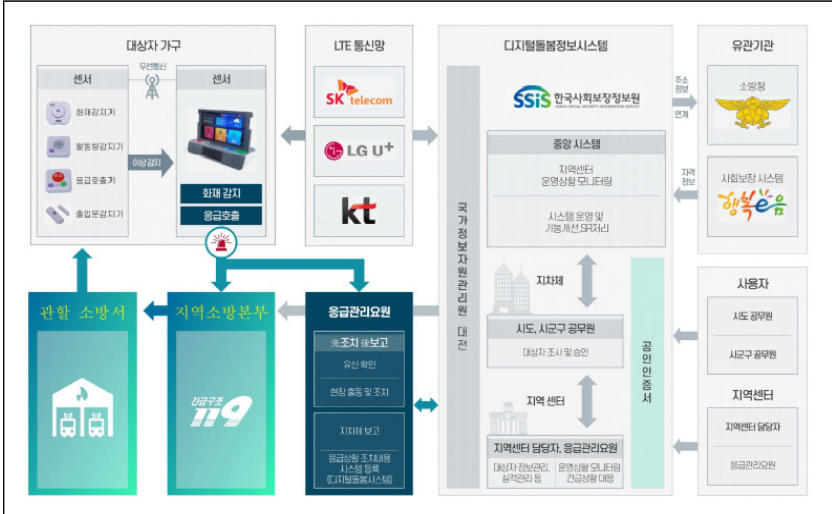 대상자 가구
센서
무선통신
센서
화재감지기
활동량감지기
응급호출기
출입문감지기
이상감지
화재 감지
응급호출
LTE 통신망
SK telecom
LG U+
kt
디지털돌봄정보시스템
국가정보자원관리원 대전
SSiS 한국사회보장정보원
KOREA SOCIAL SECURITY INFORMATION SERVICE
중앙 시스템
지역센터
운영상황 모니터링
시스템 운영 및
기능개선,SR처리
지자체
시도, 시군구 공무원
대상자 조사 및 승인
지역 센터
지역센터 담당자, 응급관리요원
대상자 정보관리,
실적관리 등
운영상황 모니터링
긴급상황 대응
공인인증서
주소
정보
연계
자격
정보
유관기관
소방청
사회보장 시스템
행복e음
사용자
시도 공무원
시군구 공무원
지역센터
지역센터 담당자
응급관리요원
관할 소방서
지역소방본부
긴급구조
119
응급관리요원
先조치 後보고
유선 확인
현장 출동 및 조치
지자체 보고
응급상황 조치내용
시스템 등록
(디지털돌봄시스템)